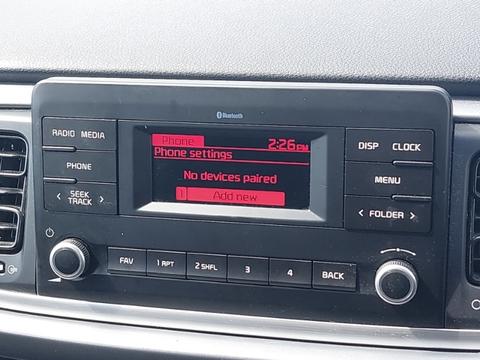 Bluetooth
RADIO MEDIA
PHONE
< SEEK TRACK >
Phone 2:26PM
Phone settings
No devices paired
1 Add new
DISP CLOCK
MENU
< FOLDER >
FAV 1 RPT 2 SHFL 3 4 BACK